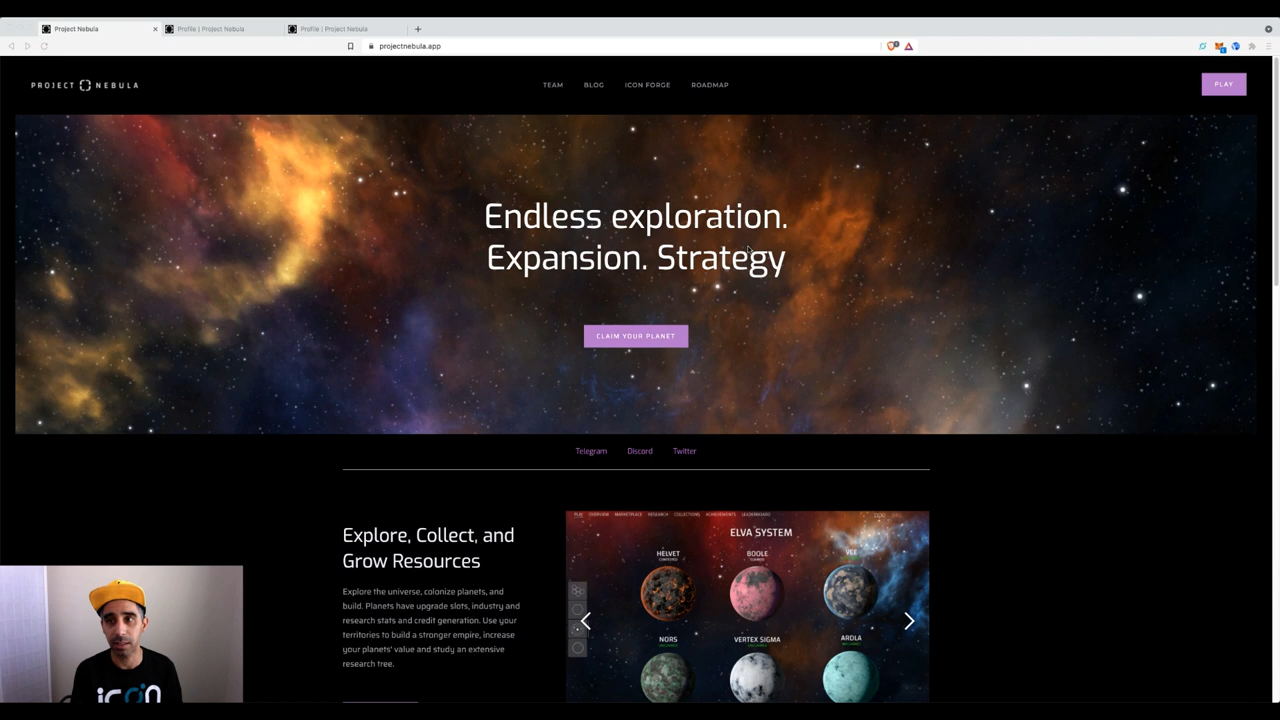 Project Nebula
Profile | Project Nebula
Profile | Project Nebula
projectnebula.app
PROJECT NEBULA
TEAM
BLOG
ICON FORGE
ROADMAP
PLAY
Endless exploration.
Expansion. Strategy
CLAIM YOUR PLANET
Telegram
Discord
Twitter
Explore, Collect, and
Grow Resources
Explore the universe, colonize planets, and
build. Planets have upgrade slots, industry and
research stats and credit generation. Use your
territories to build a stronger empire, increase
your planets' value and study an extensive
research tree.
PLAY OVERVIEW MARKETPLACE RESEARCH COLLECTIONS ACHIEVEMENTS LEADERBOARD
ELVA SYSTEM
HELVET
BOOLE
VEE
NORS
VERTEX SIGMA
ARDLA
icon